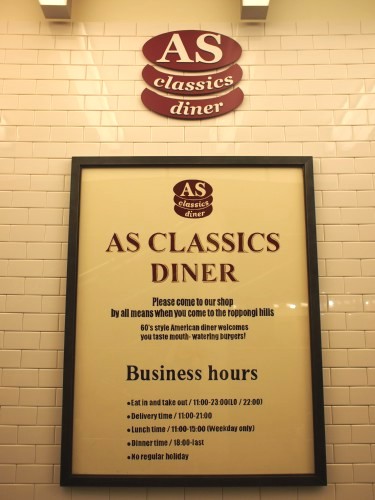 AS
classics
diner
AS
classics
diner
AS CLASSICS
DINER
Please come to our shop
by all means when you come to the roppongi hills
60's style American diner welcomes
you taste mouth-watering burgers!
Business hours
• Eat in and take out / 11:00-23:00(LO / 22:00)
• Delivery time / 11:00-21:00
• Lunch time / 11:00-15:00 (Weekday only)
• Dinner time / 18:00-last
• No regular holiday